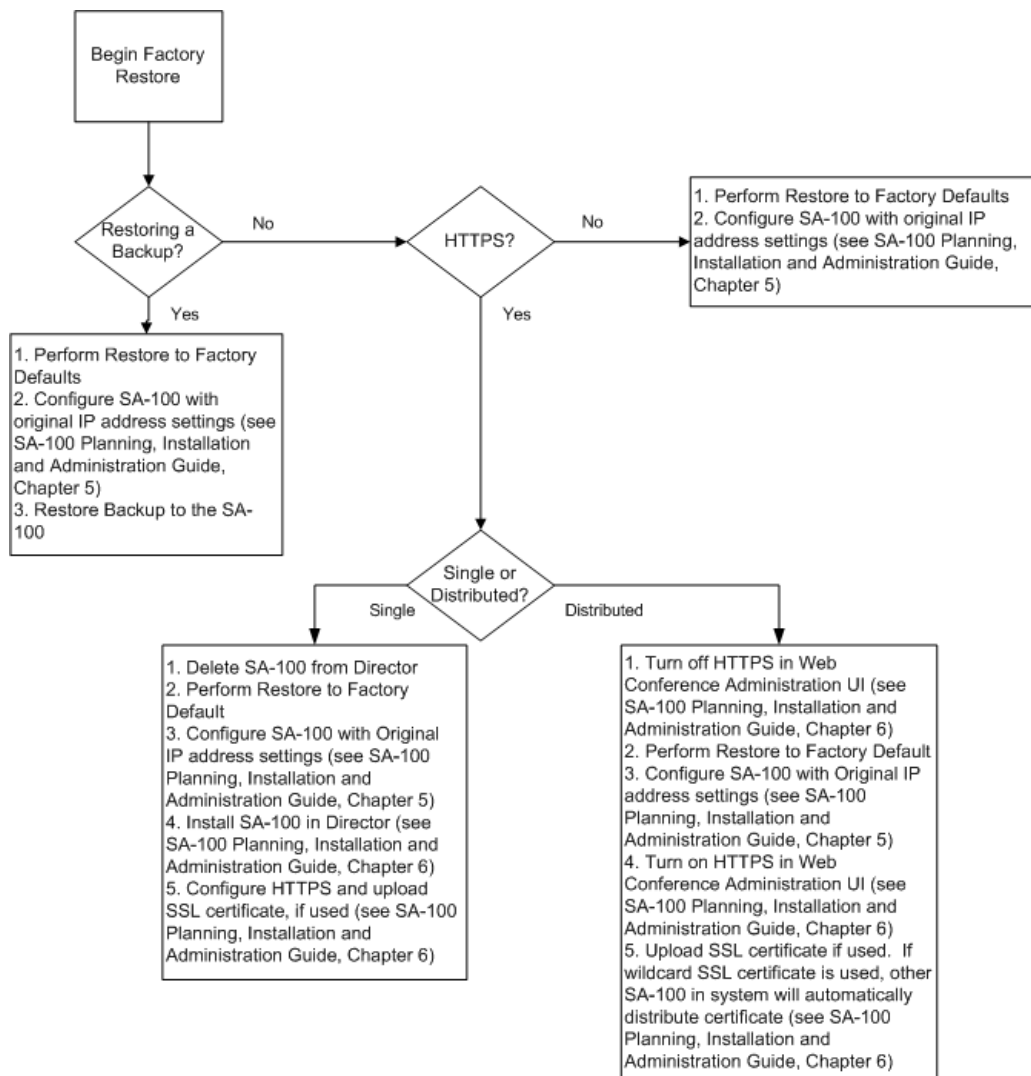 Begin Factory
Restore
Restoring a
Backup?
No
HTTPS?
No
1. Perform Restore to Factory Defaults
2. Configure SA-100 with original IP
address settings (see SA-100 Planning,
Installation and Administration Guide,
Chapter 5)
Yes
Yes
1. Perform Restore to Factory
Defaults
2. Configure SA-100 with
original IP address settings (see
SA-100 Planning, Installation
and Administration Guide,
Chapter 5)
3. Restore Backup to the SA-
100
Single or
Distributed?
Single
Distributed
1. Delete SA-100 from Director
2. Perform Restore to Factory
Default
3. Configure SA-100 with Original
IP address settings (see SA-100
Planning, Installation and
Administration Guide, Chapter 5)
4. Install SA-100 in Director (see
SA-100 Planning, Installation and
Administration Guide, Chapter 6)
5. Configure HTTPS and upload
SSL certificate, if used (see SA-100
Planning, Installation and
Administration Guide, Chapter 6)
1. Turn off HTTPS in Web
Conference Administration UI (see
SA-100 Planning, Installation and
Administration Guide, Chapter 6)
2. Perform Restore to Factory Default
3. Configure SA-100 with Original IP
address settings (see SA-100
Planning, Installation and
Administration Guide, Chapter 5)
4. Turn on HTTPS in Web
Conference Administration UI (see
SA-100 Planning, Installation and
Administration Guide, Chapter 6)
5. Upload SSL certificate if used.  If
wildcard SSL certificate is used, other
SA-100 in system will automatically
distribute certificate (see SA-100
Planning, Installation and
Administration Guide, Chapter 6)